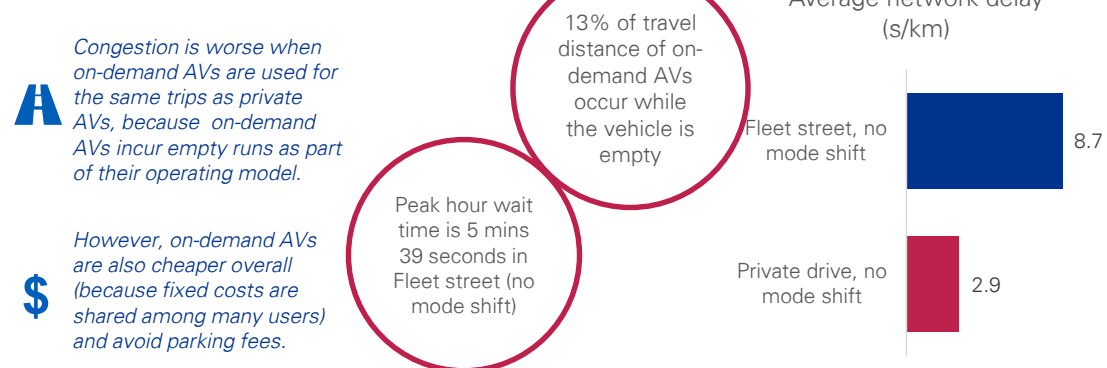 Congestion is worse when
on-demand AVs are used for
the same trips as private
AVs, because on-demand
AVs incur empty runs as part
of their operating model.
$
However, on-demand AVs
are also cheaper overall
(because fixed costs are
shared among many users)
and avoid parking fees.
13% of travel
distance of on-
demand AVs
occur while
the vehicle is
empty
Peak hour wait
time is 5 mins
39 seconds in
Fleet street (no
mode shift)
Average network delay
(s/km)
Fleet street, no
mode shift
8.7
Private drive, no
mode shift
2.9